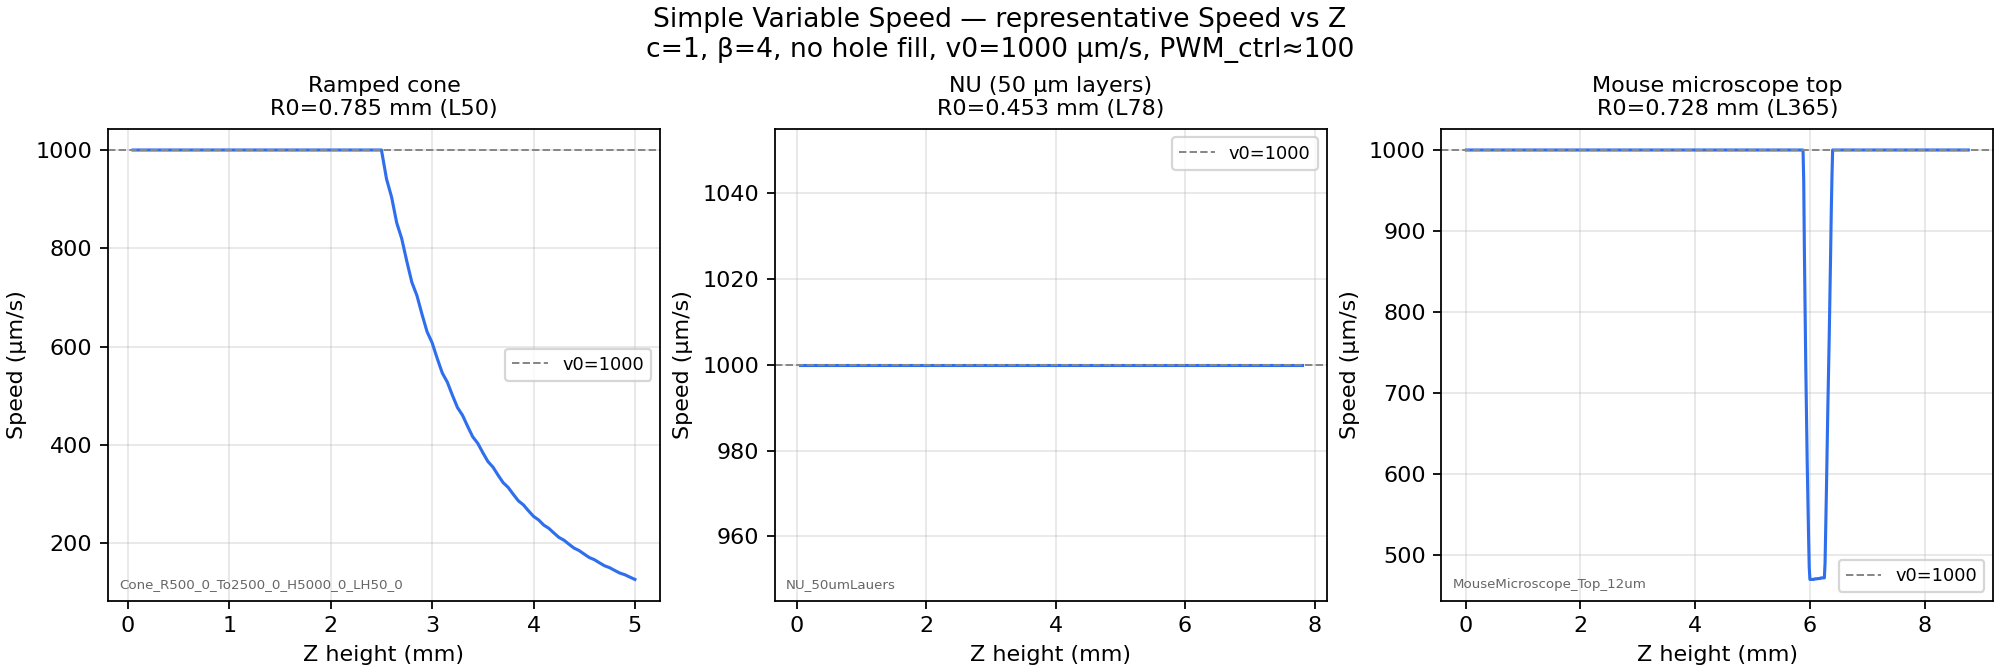 Simple Variable Speed — representative Speed vs Z
c=1, β=4, no hole fill, v0=1000 µm/s, PWM_ctrl≈100
Ramped cone
R0=0.785 mm (L50)
1000
800
600
400
200
Speed (µm/s)
v0=1000
Cone_R500_0_To2500_0_H5000_0_LH50_0
0 1 2 3 4 5
Z height (mm)
NU (50 µm layers)
R0=0.453 mm (L78)
1040
1020
1000
980
960
Speed (µm/s)
v0=1000
NU_50umLauers
0 2 4 6 8
Z height (mm)
Mouse microscope top
R0=0.728 mm (L365)
1000
900
800
700
600
500
Speed (µm/s)
v0=1000
MouseMicroscope_Top_12um
0 2 4 6 8
Z height (mm)